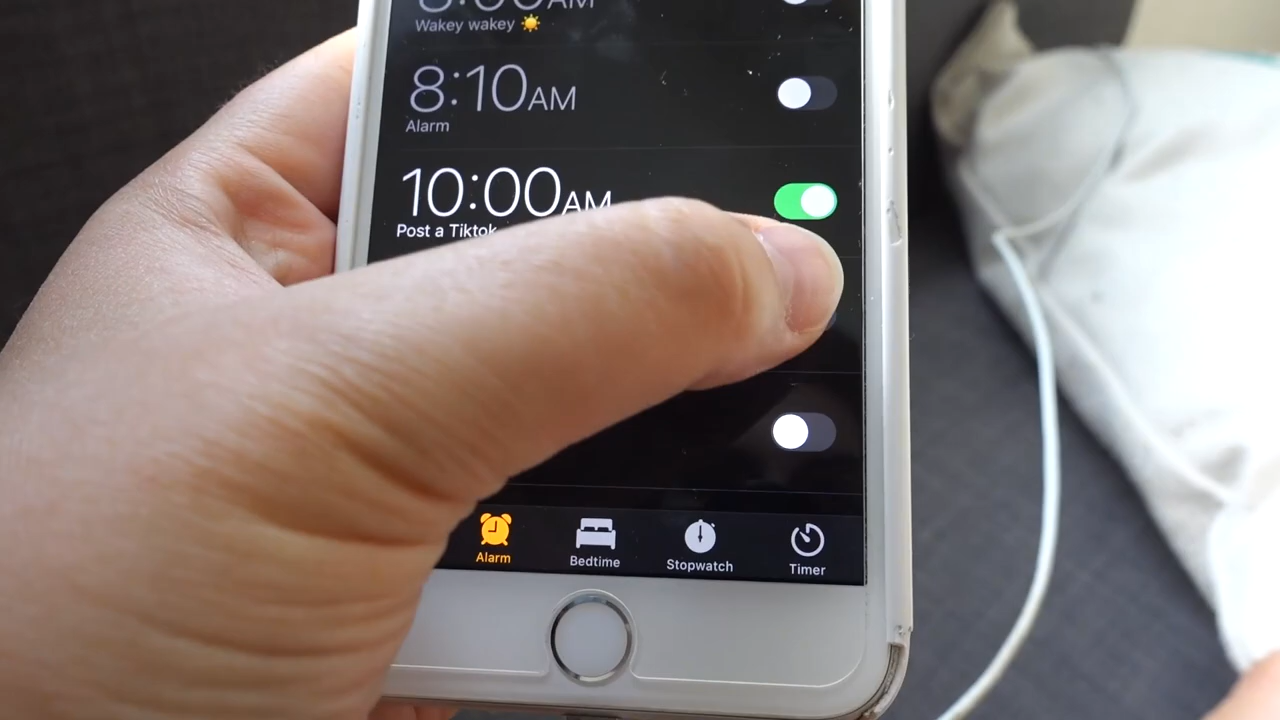 Wakey wakey ☀️
8:10AM
Alarm
10:00AM
Post a Tiktok
Alarm
Bedtime
Stopwatch
Timer